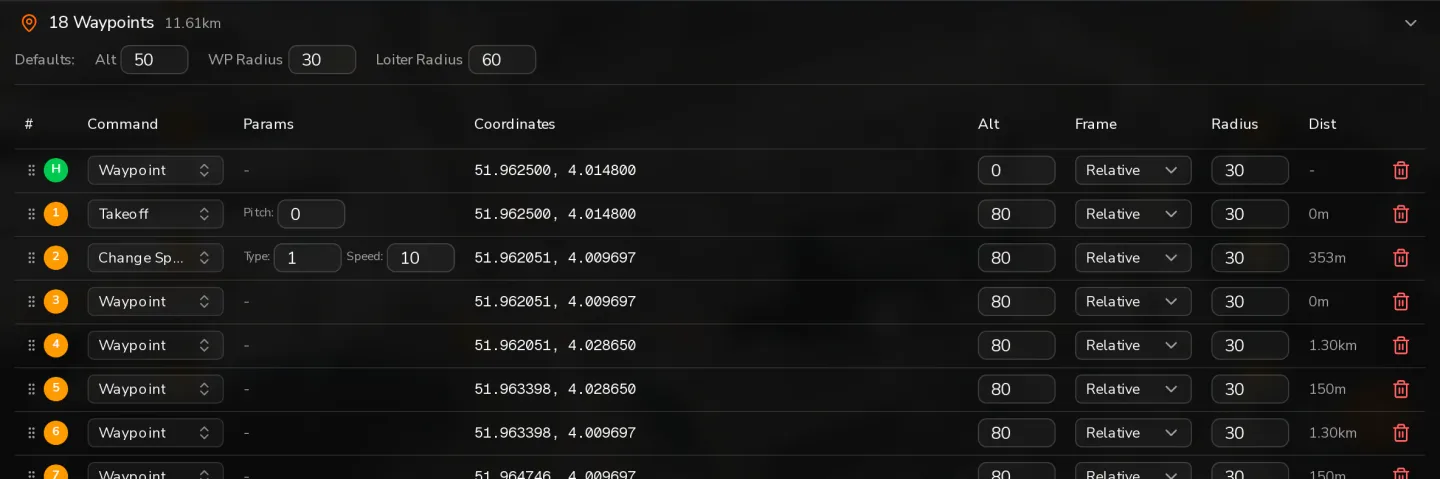 18 Waypoints 11.61km
Defaults: Alt 50 WP Radius 30 Loiter Radius 60
# Command Params Coordinates Alt Frame Radius Dist
H Waypoint - 51.962500, 4.014800 0 Relative 30 -
1 Takeoff Pitch: 0 51.962500, 4.014800 80 Relative 30 0m
2 Change Sp... Type: 1 Speed: 10 51.962051, 4.009697 80 Relative 30 353m
3 Waypoint - 51.962051, 4.009697 80 Relative 30 0m
4 Waypoint - 51.962051, 4.028650 80 Relative 30 1.30km
5 Waypoint - 51.963398, 4.028650 80 Relative 30 150m
6 Waypoint - 51.963398, 4.009697 80 Relative 30 1.30km
7 Waypoint - 51.964746, 4.009697 80 Relative 30 150m